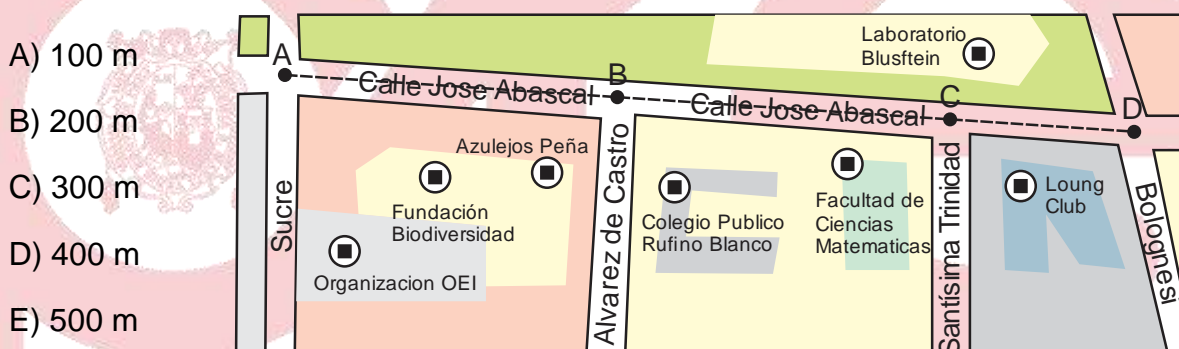 A) 100 m
B) 200 m
C) 300 m
D) 400 m
E) 500 m
A
B
C
D
Calle Jose Abascal
Calle Jose Abascal
Laboratorio
Blusftein
Azulejos Peña
Fundación
Biodiversidad
Organizacion OEI
Colegio Publico
Rufino Blanco
Facultad de
Ciencias
Matematicas
Loung
Club
Sucre
Alvarez de Castro
Santísima Trinidad
Bolognesi